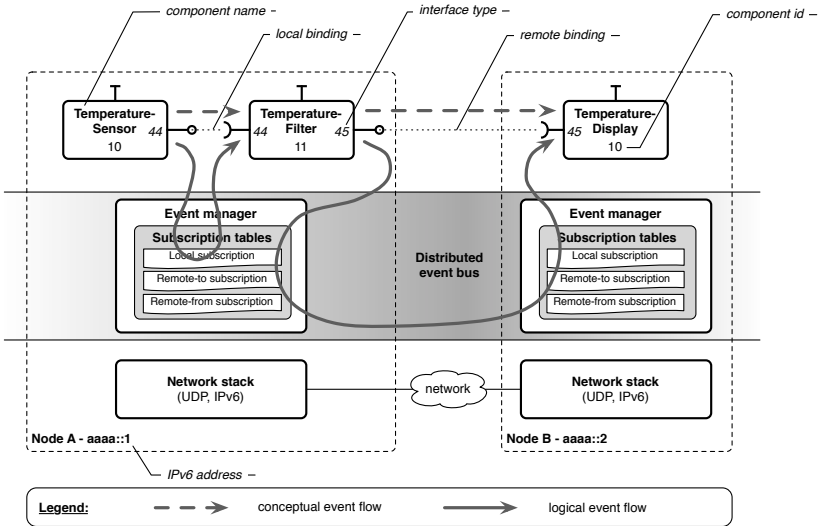 component name
interface type
component id
local binding
remote binding
Temperature-
Sensor
44
10
44
Temperature-
Filter
45
11
45
Temperature-
Display
10
Event manager
Subscription tables
Local subscription
Remote-to subscription
Remote-from subscription
Distributed
event bus
Event manager
Subscription tables
Local subscription
Remote-to subscription
Remote-from subscription
Network stack
(UDP, IPv6)
network
Network stack
(UDP, IPv6)
Node A - aaaa::1
Node B - aaaa::2
IPv6 address
Legend:
conceptual event flow
logical event flow